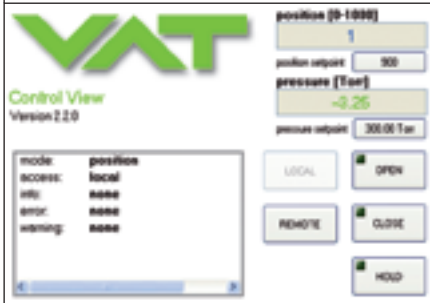 VAT
Control View
Version 2.2.0
position [0-1000]
1
position setpoint 900
pressure [Torr]
-3.25
pressure setpoint 300.00 Torr
mode: position
access: local
info: none
error: none
warning: none
LOCAL
OPEN
REMOTE
CLOSE
HOLD